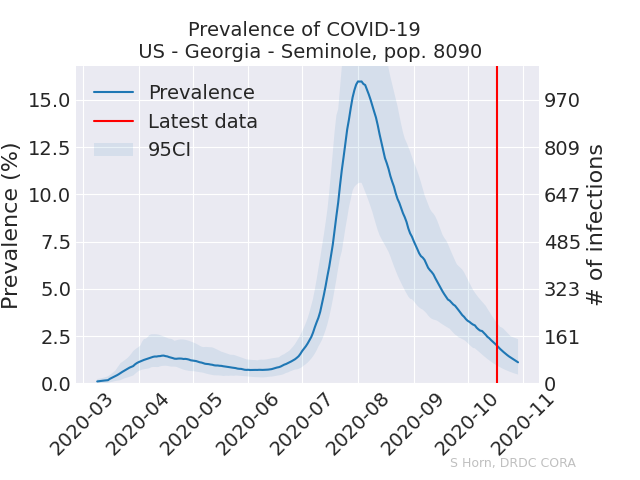 Prevalence of COVID-19
US - Georgia - Seminole, pop. 8090
Prevalence
Latest data
95CI
Prevalence (%)
15.0
12.5
10.0
7.5
5.0
2.5
0.0
970
809
647
485
323
161
0
# of infections
2020-03
2020-04
2020-05
2020-06
2020-07
2020-08
2020-09
2020-10
2020-11
S Horn, DRDC CORA